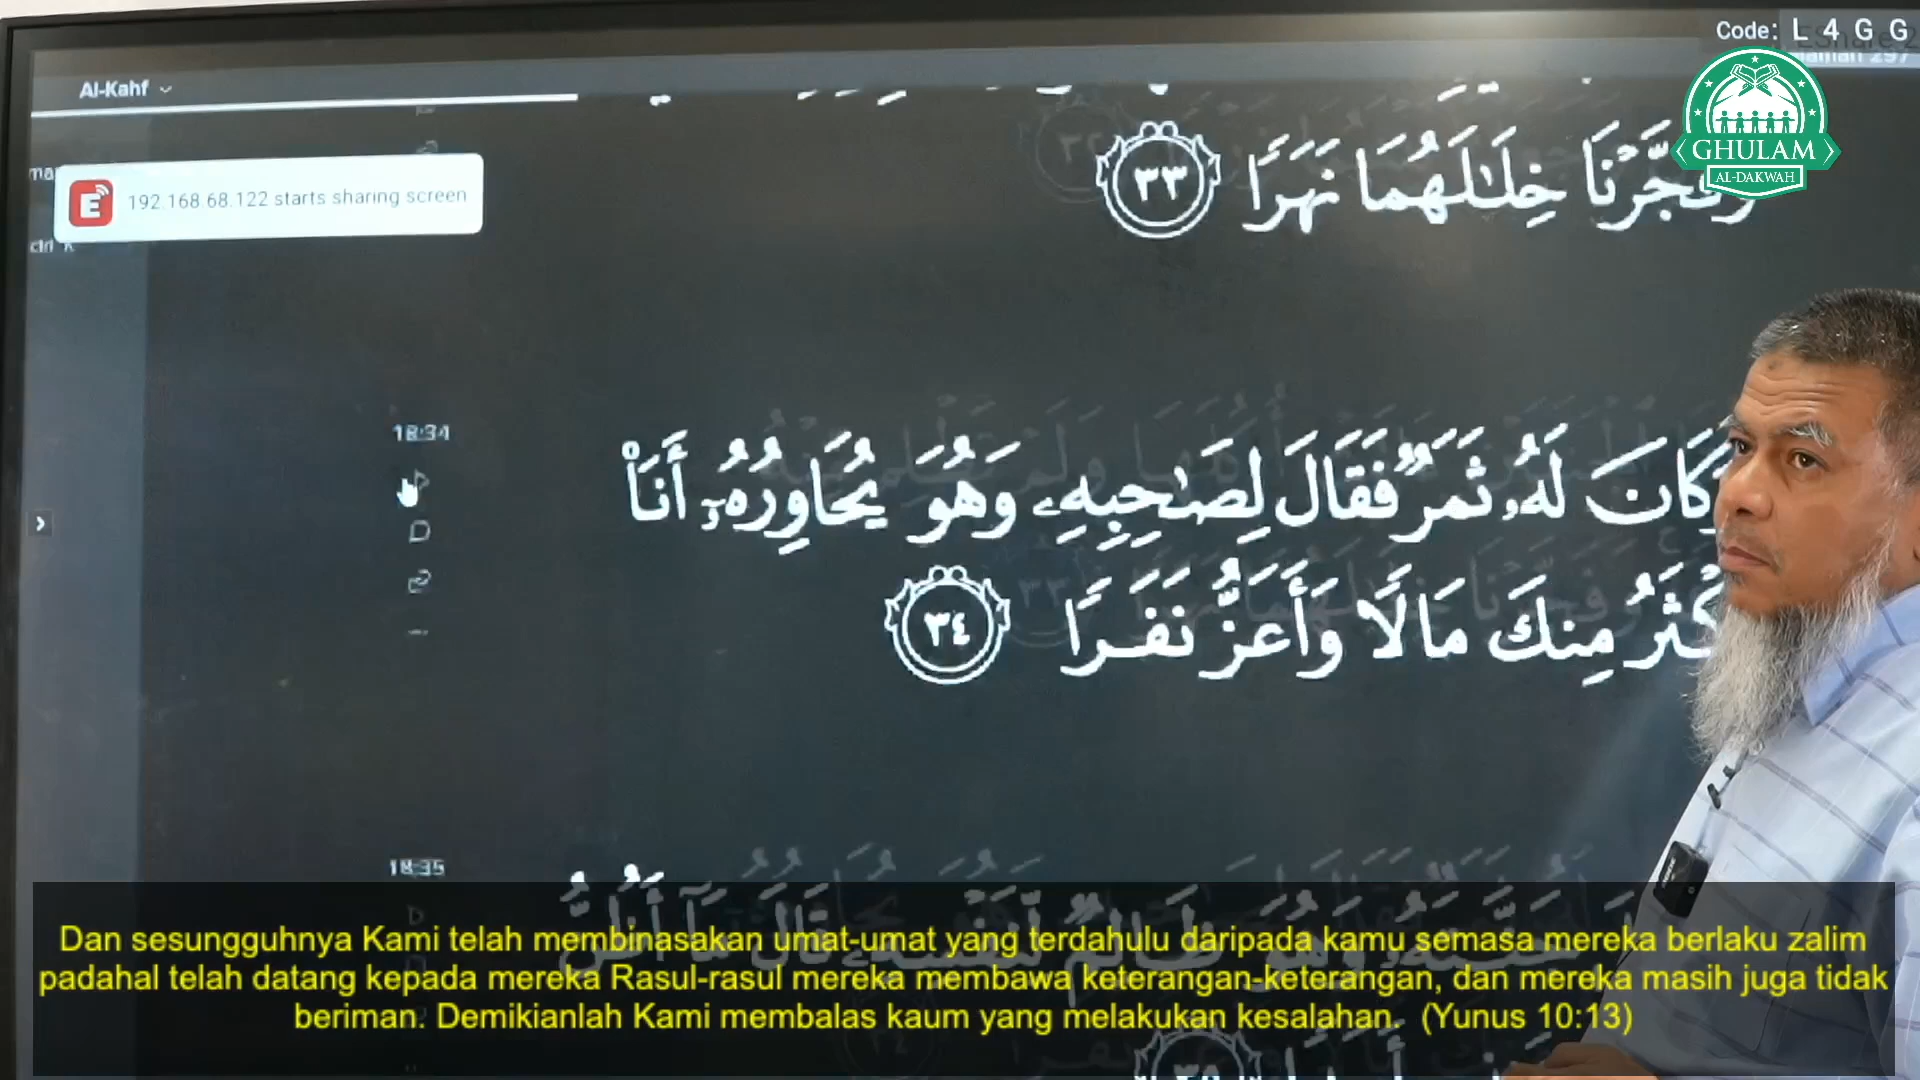 Code: L 4 G G
Al-Kahf
GHULAM
AL-DAKWAH
192.168.68.122 starts sharing screen
وَفَجَّرْنَا خِلَٰلَهُمَا نَهَرًا ٣٣
18:34
وَكَانَ لَهُۥ ثَمَرٌ فَقَالَ لِصَٰحِبِهِۦ وَهُوَ يُحَاوِرُهُۥٓ أَنَا۠
كْثَرُ مِنكَ مَالًا وَأَعَزُّ نَفَرًا ٣٤
18:35
Dan sesungguhnya Kami telah membinasakan umat-umat yang terdahulu daripada kamu semasa mereka berlaku zalim
padahal telah datang kepada mereka Rasul-rasul mereka membawa keterangan-keterangan, dan mereka masih juga tidak
beriman. Demikianlah Kami membalas kaum yang melakukan kesalahan. (Yunus 10:13)